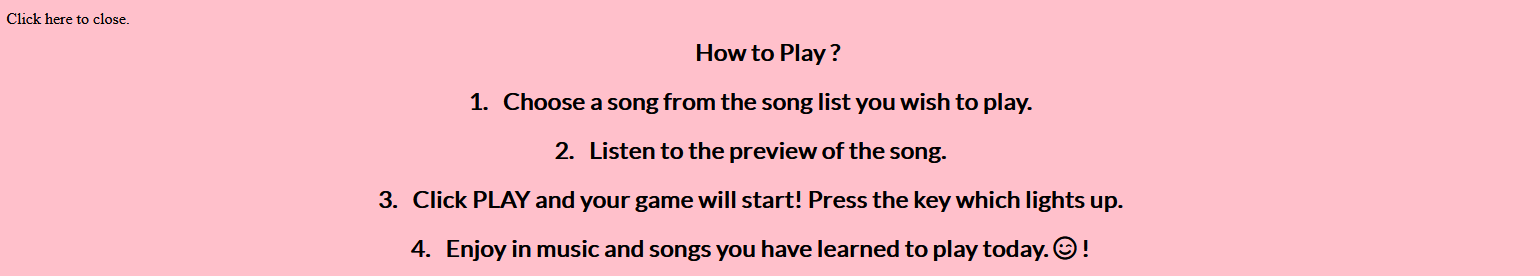 Click here to close.
How to Play ?
1. Choose a song from the song list you wish to play.
2. Listen to the preview of the song.
3. Click PLAY and your game will start! Press the key which lights up.
4. Enjoy in music and songs you have learned to play today. 😉 !